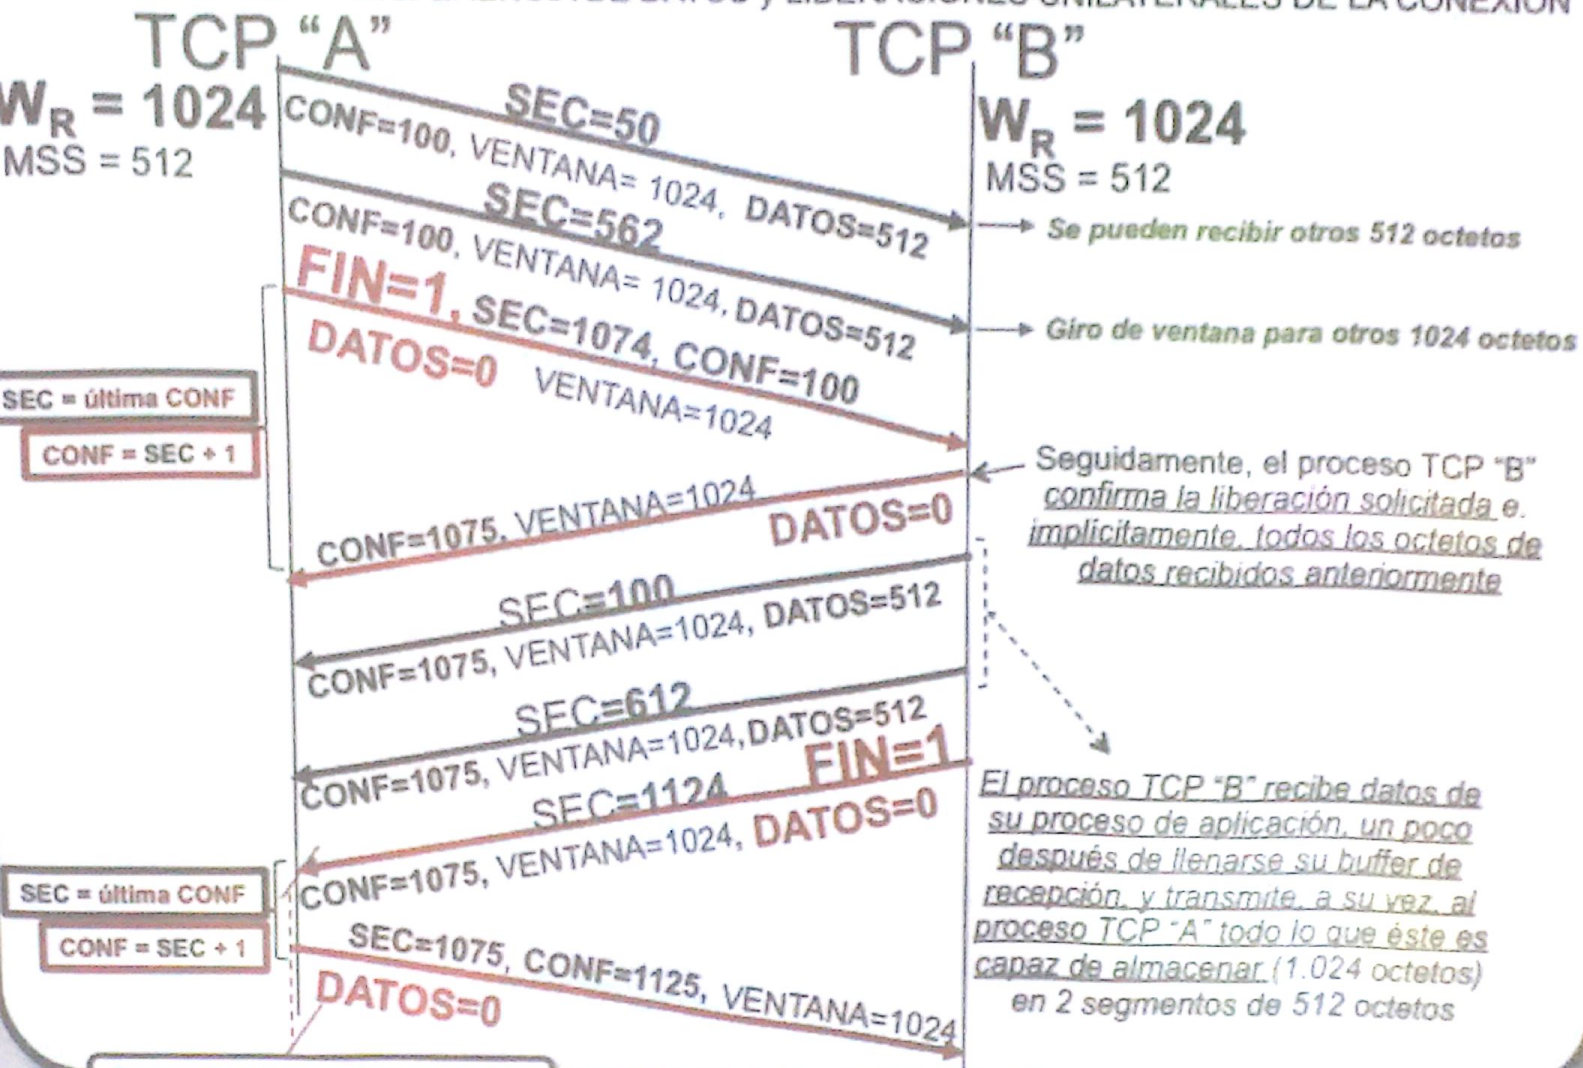 DATOS y LIBERACIONES UNILATERALES DE LA CONEXIÓN
TCP “A”
TCP “B”
WR = 1024
MSS = 512
WR = 1024
MSS = 512
SEC=50
CONF=100, VENTANA= 1024, DATOS=512
Se pueden recibir otros 512 octetos
SEC=562
CONF=100, VENTANA= 1024, DATOS=512
Giro de ventana para otros 1024 octetos
FIN=1, SEC=1074, CONF=100
DATOS=0 VENTANA=1024
SEC = última CONF
CONF = SEC + 1
Seguidamente, el proceso TCP “B”
confirma la liberación solicitada e,
implícitamente, todos los octetos de
datos recibidos anteriormente
CONF=1075, VENTANA=1024
DATOS=0
SEC=100
CONF=1075, VENTANA=1024, DATOS=512
SEC=612
CONF=1075, VENTANA=1024, DATOS=512
FIN=1
SEC=1124
CONF=1075, VENTANA=1024, DATOS=0
El proceso TCP “B” recibe datos de
su proceso de aplicación, un poco
después de llenarse su buffer de
recepción, y transmite, a su vez, al
proceso TCP “A” todo lo que éste es
capaz de almacenar (1.024 octetos)
en 2 segmentos de 512 octetos
SEC = última CONF
CONF = SEC + 1
SEC=1075, CONF=1125, VENTANA=1024
DATOS=0